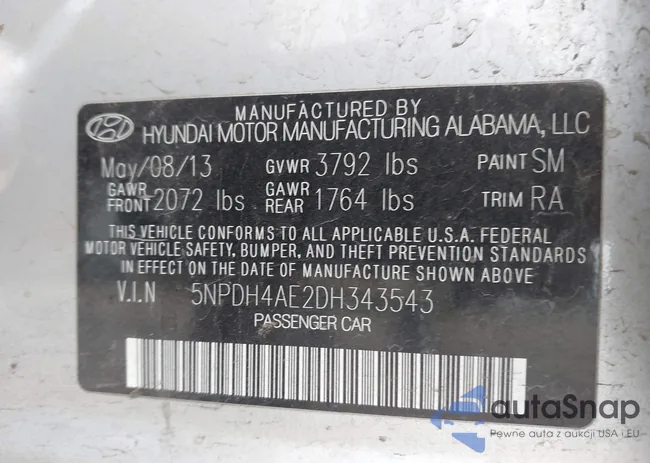 MANUFACTURED BY
HYUNDAI MOTOR MANUFACTURING ALABAMA, LLC
May/08/13 GVWR 3792 lbs PAINT SM
GAWR FRONT 2072 lbs GAWR REAR 1764 lbs TRIM RA
THIS VEHICLE CONFORMS TO ALL APPLICABLE U.S.A. FEDERAL
MOTOR VEHICLE SAFETY, BUMPER, AND THEFT PREVENTION STANDARDS
IN EFFECT ON THE DATE OF MANUFACTURE SHOWN ABOVE
V.I.N 5NPDH4AE2DH343543
PASSENGER CAR
autoSnap
Pewne auta z aukcji USA i EU